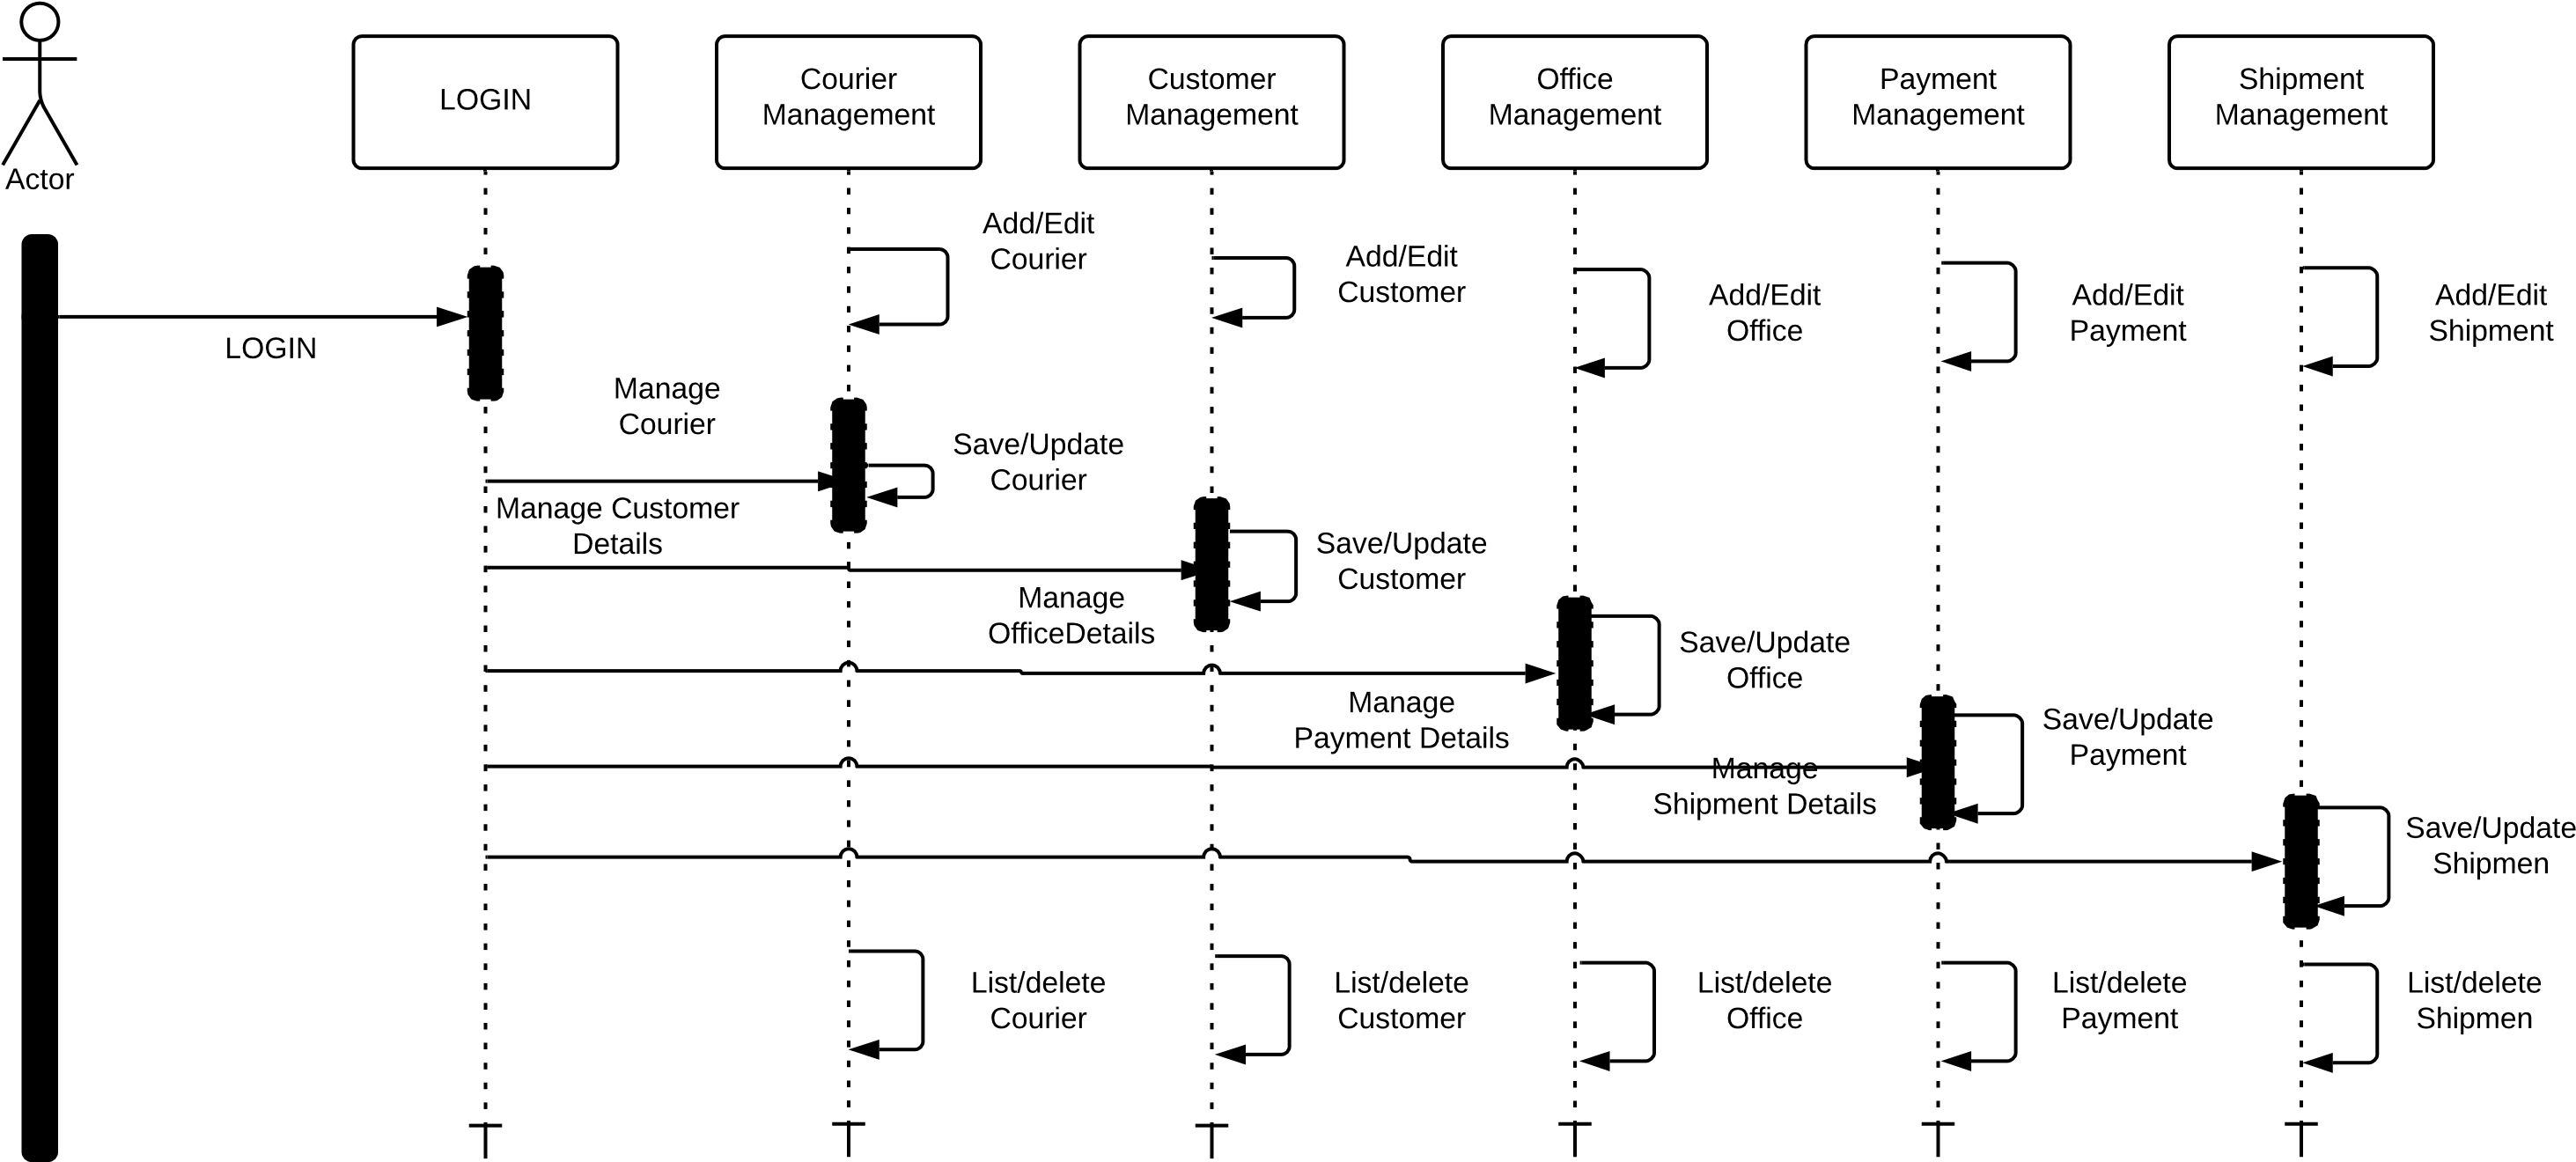 Actor
LOGIN
Courier
Management
Customer
Management
Office
Management
Payment
Management
Shipment
Management
Add/Edit
Courier
Add/Edit
Customer
Add/Edit
Office
Add/Edit
Payment
Add/Edit
Shipment
LOGIN
Manage
Courier
Save/Update
Courier
Manage Customer
Details
Save/Update
Customer
Manage
OfficeDetails
Save/Update
Office
Manage
Payment Details
Save/Update
Payment
Manage
Shipment Details
Save/Update
Shipmen
List/delete
Courier
List/delete
Customer
List/delete
Office
List/delete
Payment
List/delete
Shipmen